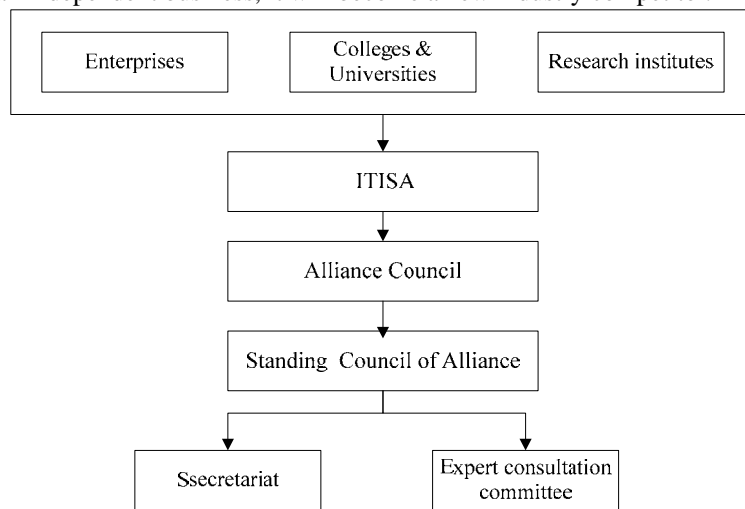 Enterprises
Colleges &
Universities
Research institutes
ITISA
Alliance Council
Standing Council of Alliance
Ssecretariat
Expert consultation
committee